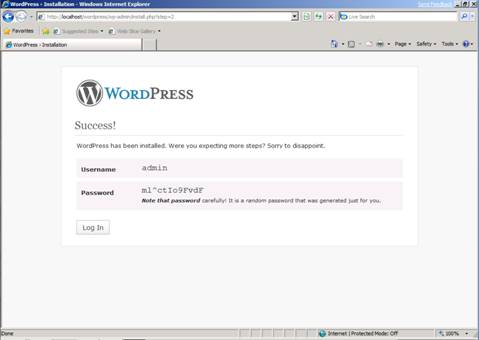 WordPress - Installation - Windows Internet Explorer
Send Feedback
http://localhost/wordpress/wp-admin/install.php?step=2
Live Search
Favorites
Suggested Sites
Web Slice Gallery
WordPress - Installation
Page
Safety
Tools
WORDPRESS
Success!
WordPress has been installed. Were you expecting more steps? Sorry to disappoint.
Username admin
Password ml^ctIo9FvdF
Note that password carefully! It is a random password that was generated just for you.
Log In
Done
Internet | Protected Mode: Off
100%